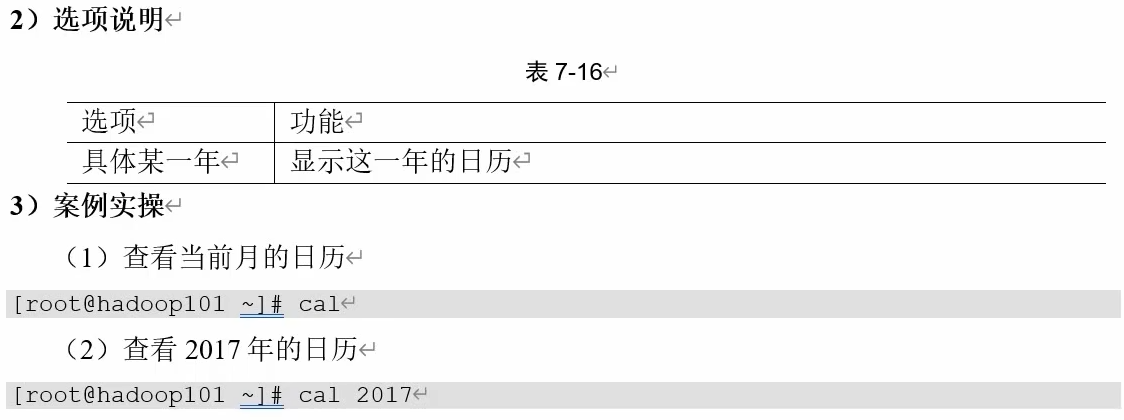 2）选项说明
表 7-16
选项 功能
具体某一年 显示这一年的日历
3）案例实操
（1）查看当前月的日历
[root@hadoop101 ~]# cal
（2）查看 2017 年的日历
[root@hadoop101 ~]# cal 2017